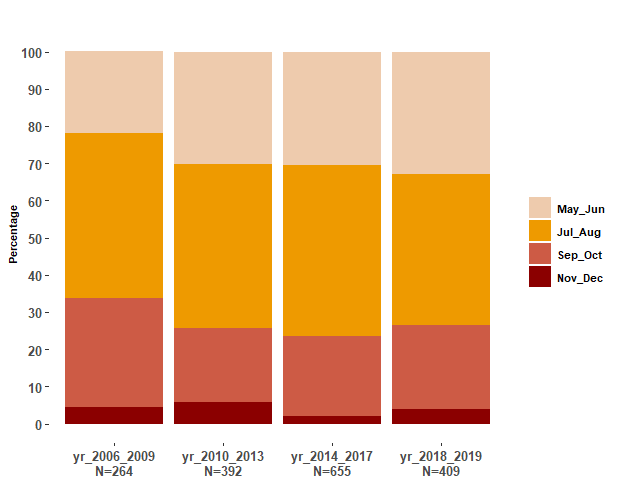 Percentage
100
90
80
70
60
50
40
30
20
10
0
yr_2006_2009
N=264
yr_2010_2013
N=392
yr_2014_2017
N=655
yr_2018_2019
N=409
May_Jun
Jul_Aug
Sep_Oct
Nov_Dec